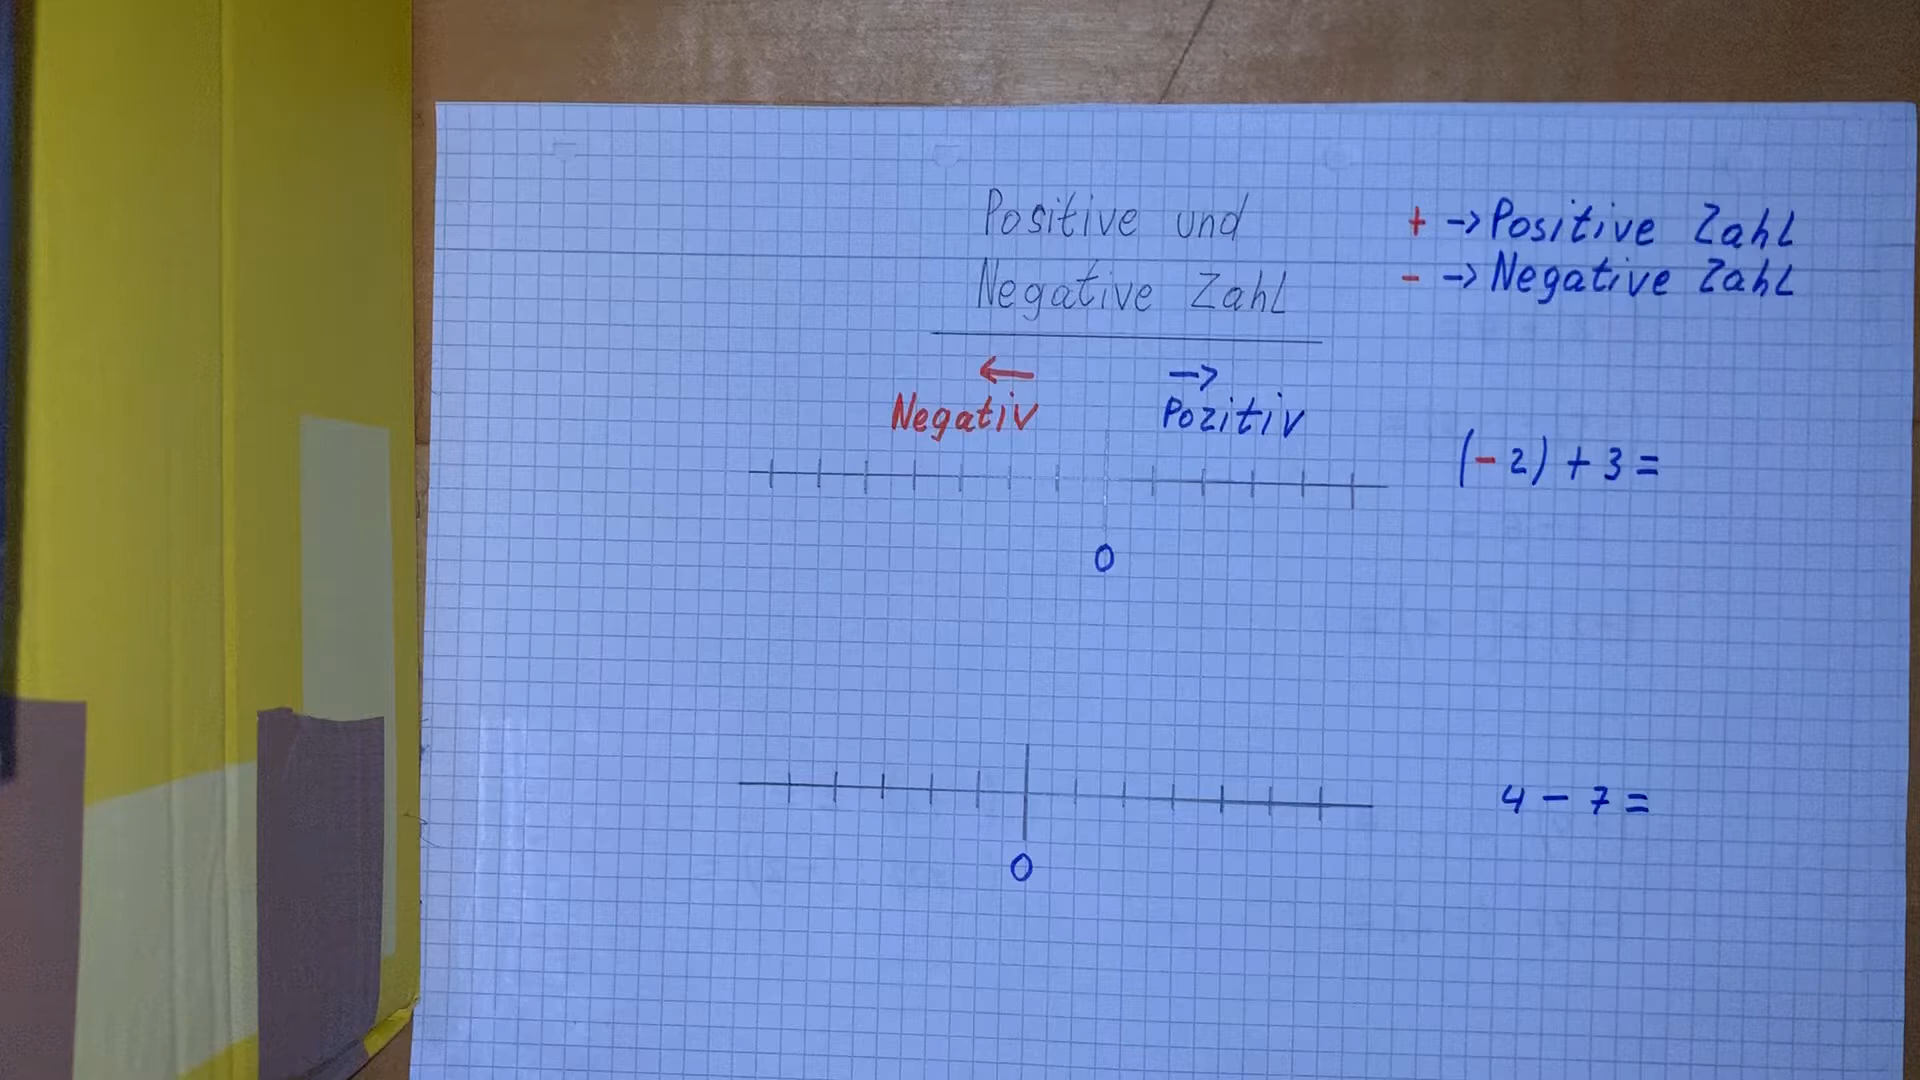 Positive und
Negative Zahl
+ -> Positive Zahl
- -> Negative Zahl
← Negativ
→ Pozitiv
(-2) + 3 =
0
4 - 7 =
0